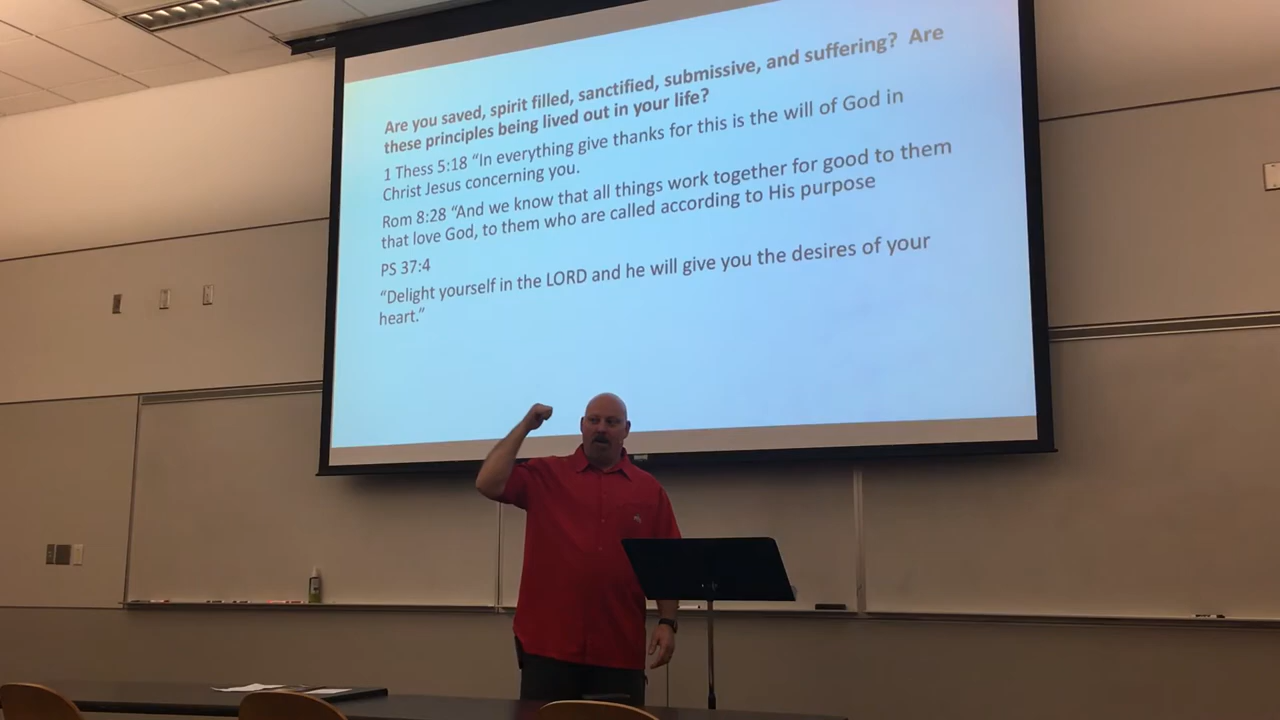 Are you saved, spirit filled, sanctified, submissive, and suffering? Are
these principles being lived out in your life?
1 Thess 5:18 “In everything give thanks for this is the will of God in
Christ Jesus concerning you.
Rom 8:28 “And we know that all things work together for good to them
that love God, to them who are called according to His purpose
PS 37:4
“Delight yourself in the LORD and he will give you the desires of your
heart.”